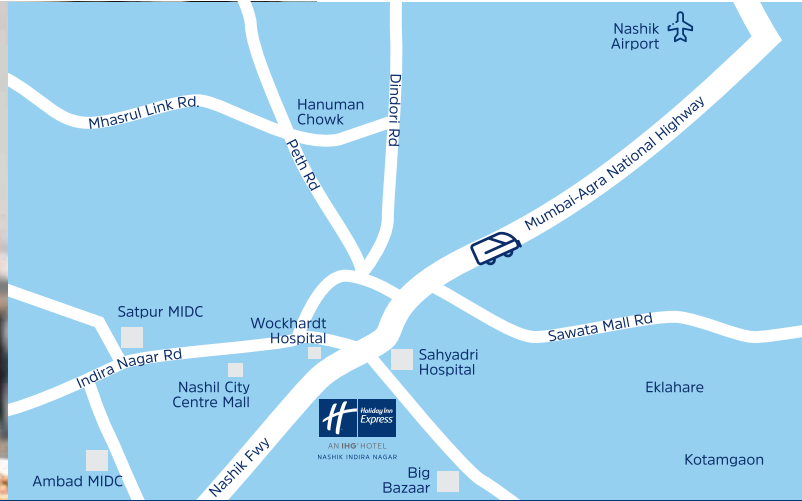 Nashik
Airport
Mumbai-Agra National Highway
Mhasrul Link Rd.
Hanuman
Chowk
Dindori Rd
Peth Rd
Satpur MIDC
Wockhardt
Hospital
Sawata Mall Rd
Indira Nagar Rd
Sahyadri
Hospital
Nashil City
Centre Mall
Eklahare
H
Holiday Inn
Express
AN IHG® HOTEL
NASHIK INDIRA NAGAR
Nashik Fwy
Kotamgaon
Big
Bazaar
Ambad MIDC